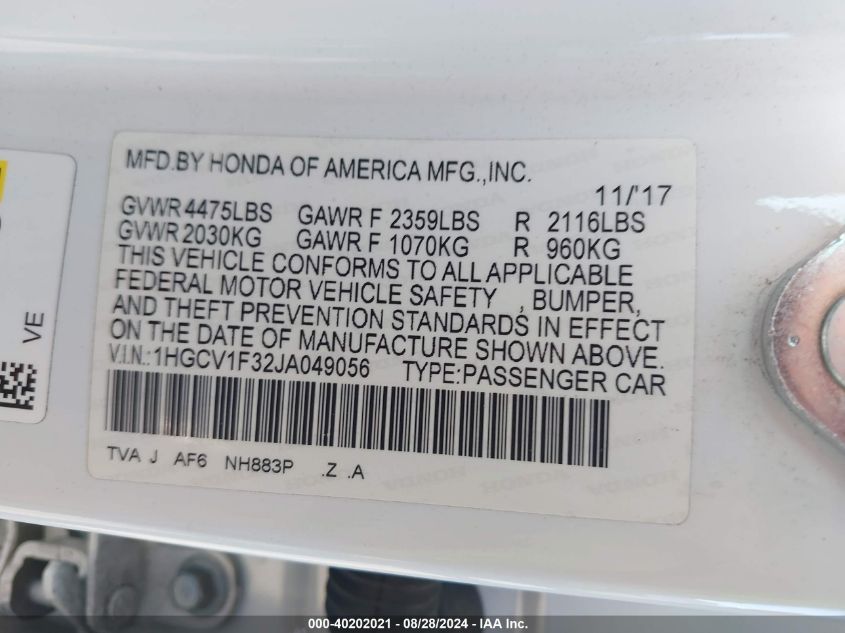 MFD.BY HONDA OF AMERICA MFG.,INC.
11/'17
GVWR 4475LBS GAWR F 2359LBS R 2116LBS
GVWR 2030KG GAWR F 1070KG R 960KG
THIS VEHICLE CONFORMS TO ALL APPLICABLE
FEDERAL MOTOR VEHICLE SAFETY , BUMPER,
AND THEFT PREVENTION STANDARDS IN EFFECT
ON THE DATE OF MANUFACTURE SHOWN ABOVE.
V.I.N.:1HGCV1F32JA049056 TYPE:PASSENGER CAR
TVA J AF6 NH883P .Z .A
VE
000-40202021 - 08/28/2024 - IAA Inc.